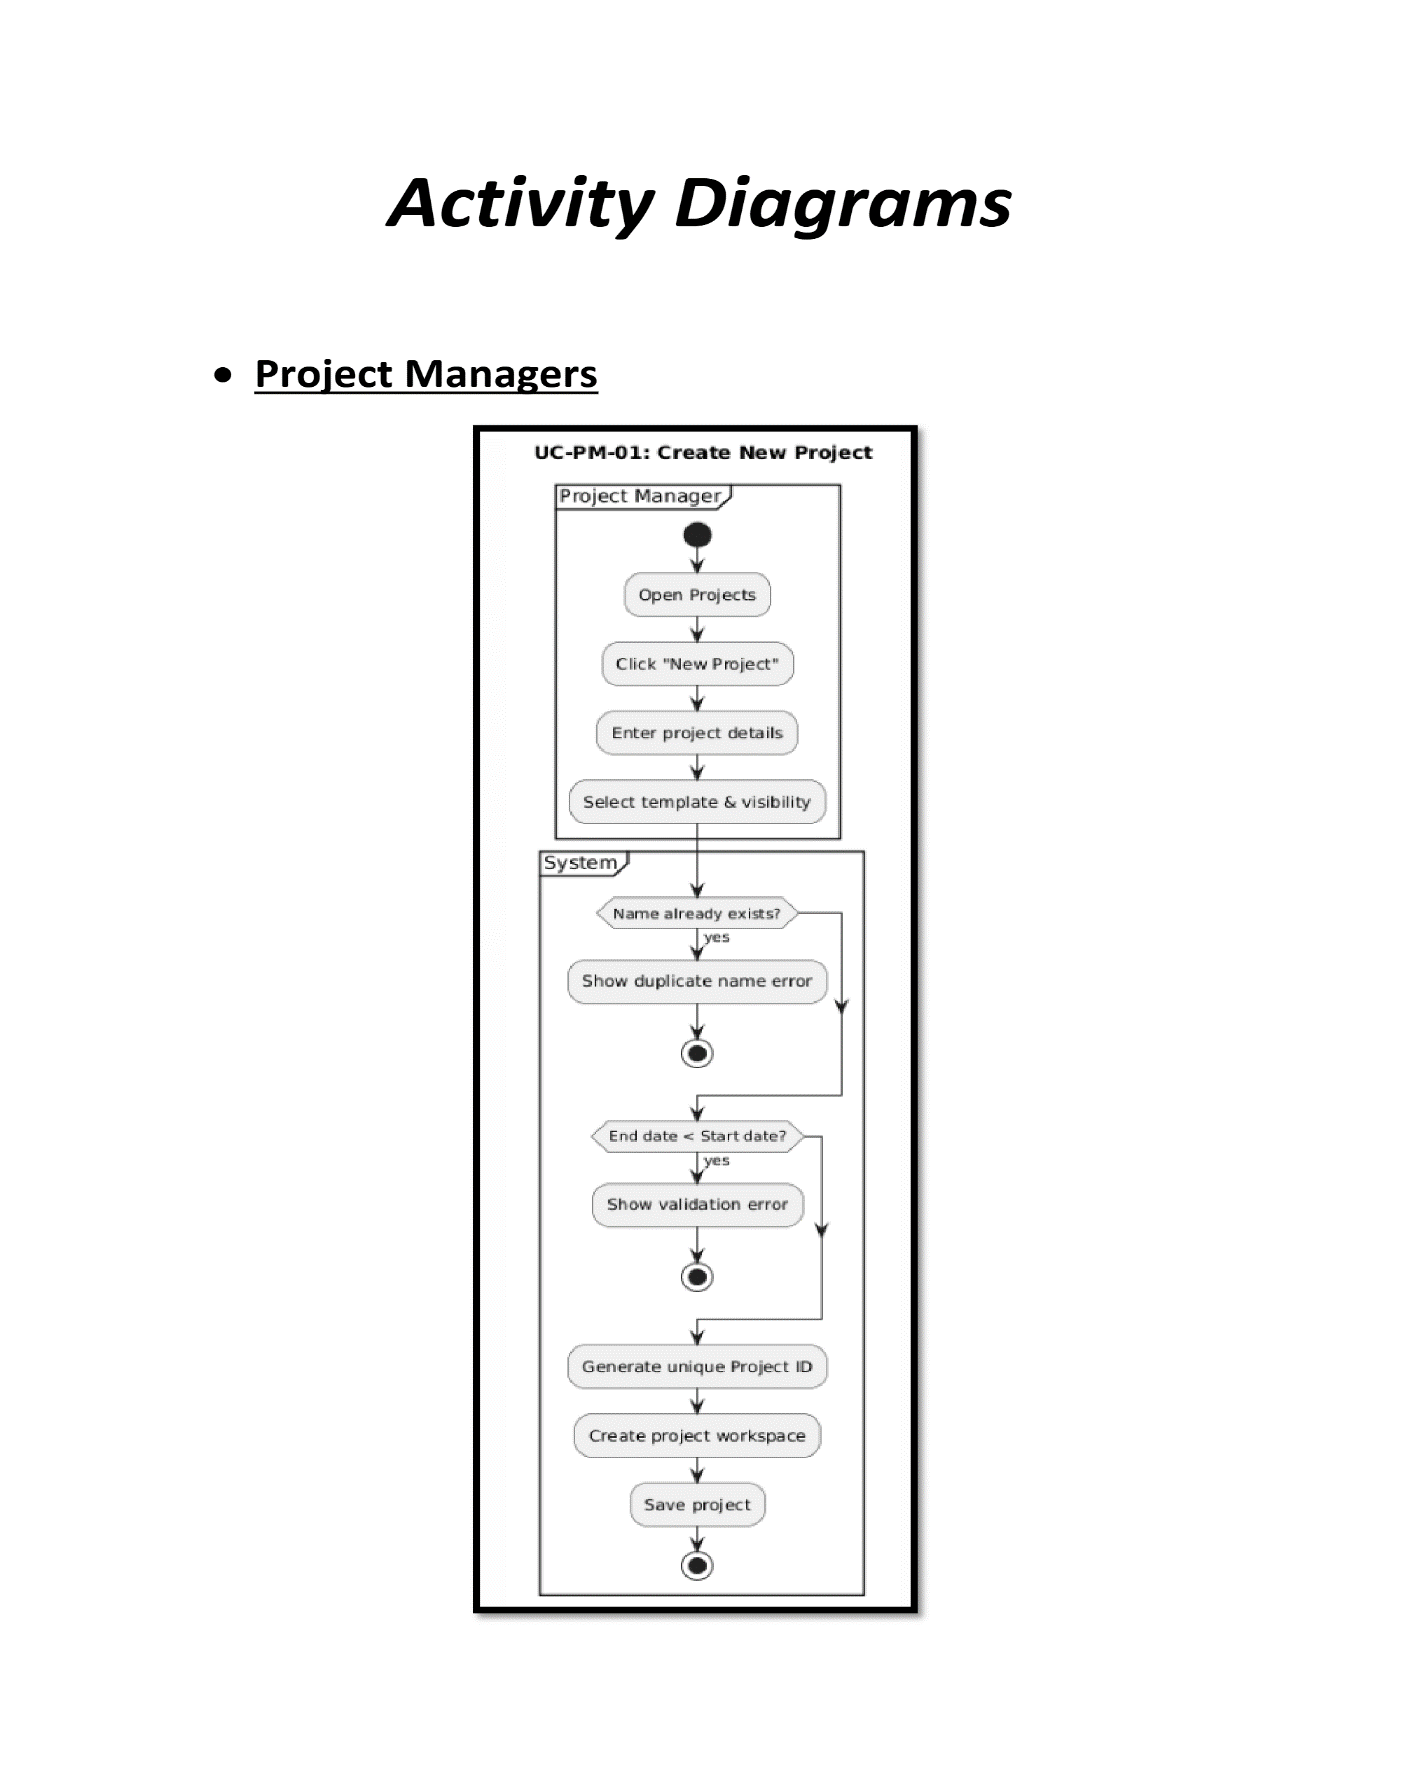 Activity Diagrams
• Project Managers
UC-PM-01: Create New Project
Project Manager
Open Projects
Click "New Project"
Enter project details
Select template & visibility
System
Name already exists?
yes
Show duplicate name error
End date < Start date?
yes
Show validation error
Generate unique Project ID
Create project workspace
Save project